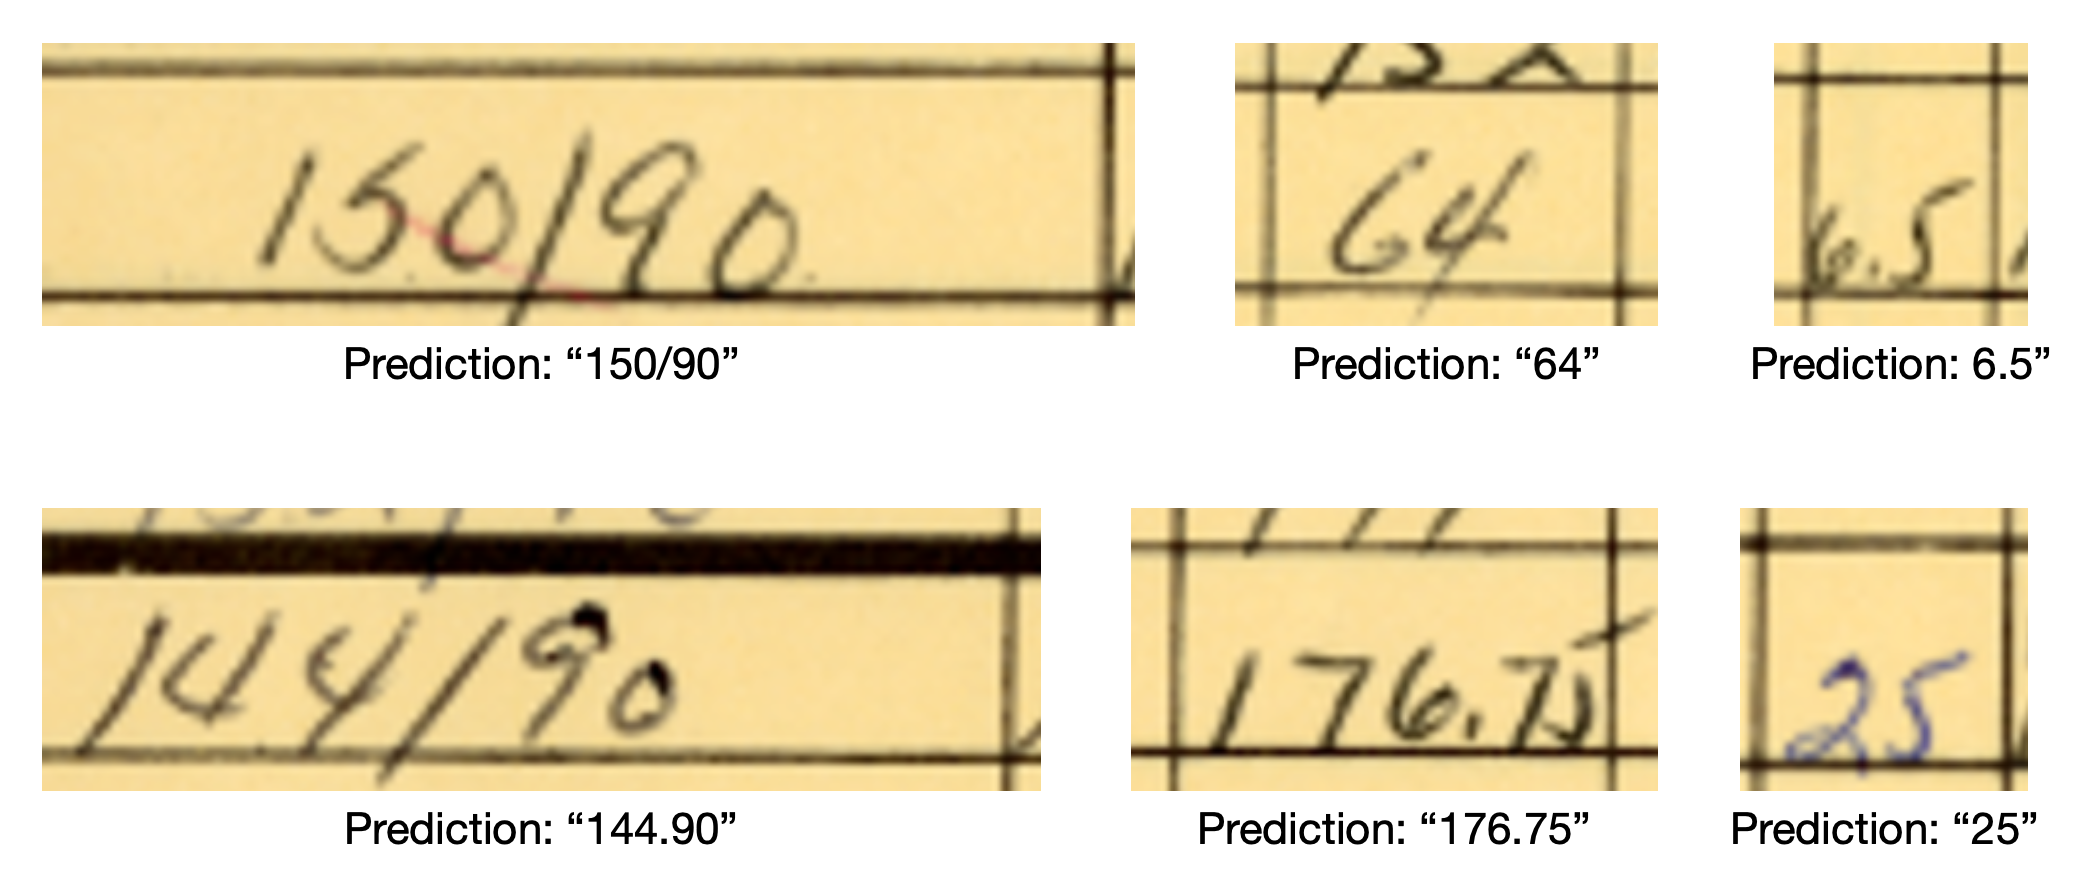 150/90 64 6.5
Prediction: “150/90” Prediction: “64” Prediction: 6.5”
144/90 176.75 25
Prediction: “144.90” Prediction: “176.75” Prediction: “25”